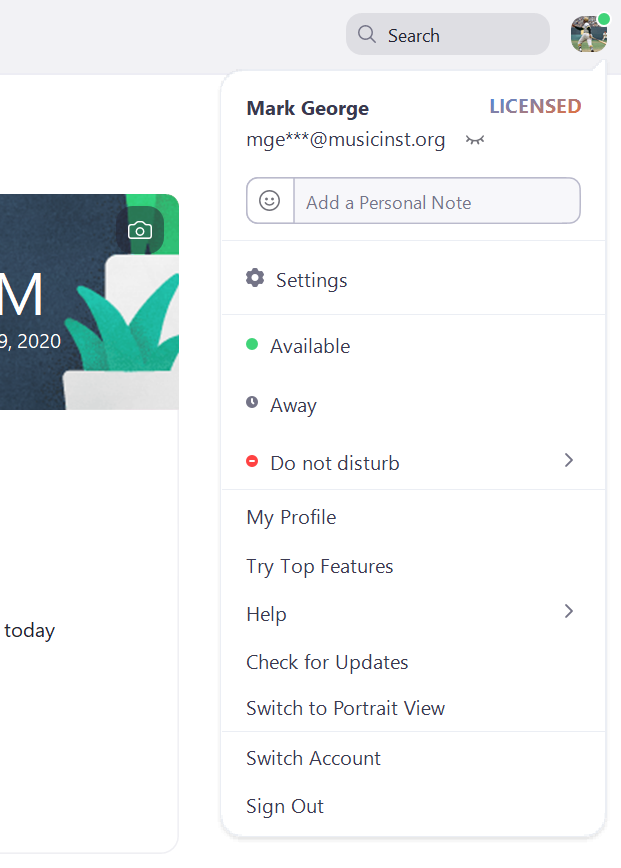 Search
Mark George LICENSED
mge***@musicinst.org
Add a Personal Note
M
9, 2020
Settings
Available
Away
Do not disturb
My Profile
Try Top Features
Help
today
Check for Updates
Switch to Portrait View
Switch Account
Sign Out